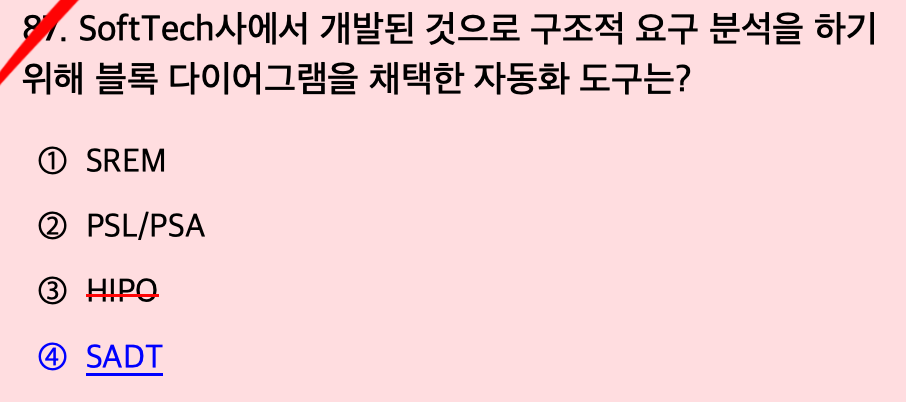 87. SoftTech사에서 개발된 것으로 구조적 요구 분석을 하기
위해 블록 다이어그램을 채택한 자동화 도구는?
① SREM
② PSL/PSA
③ HIPO
④ SADT